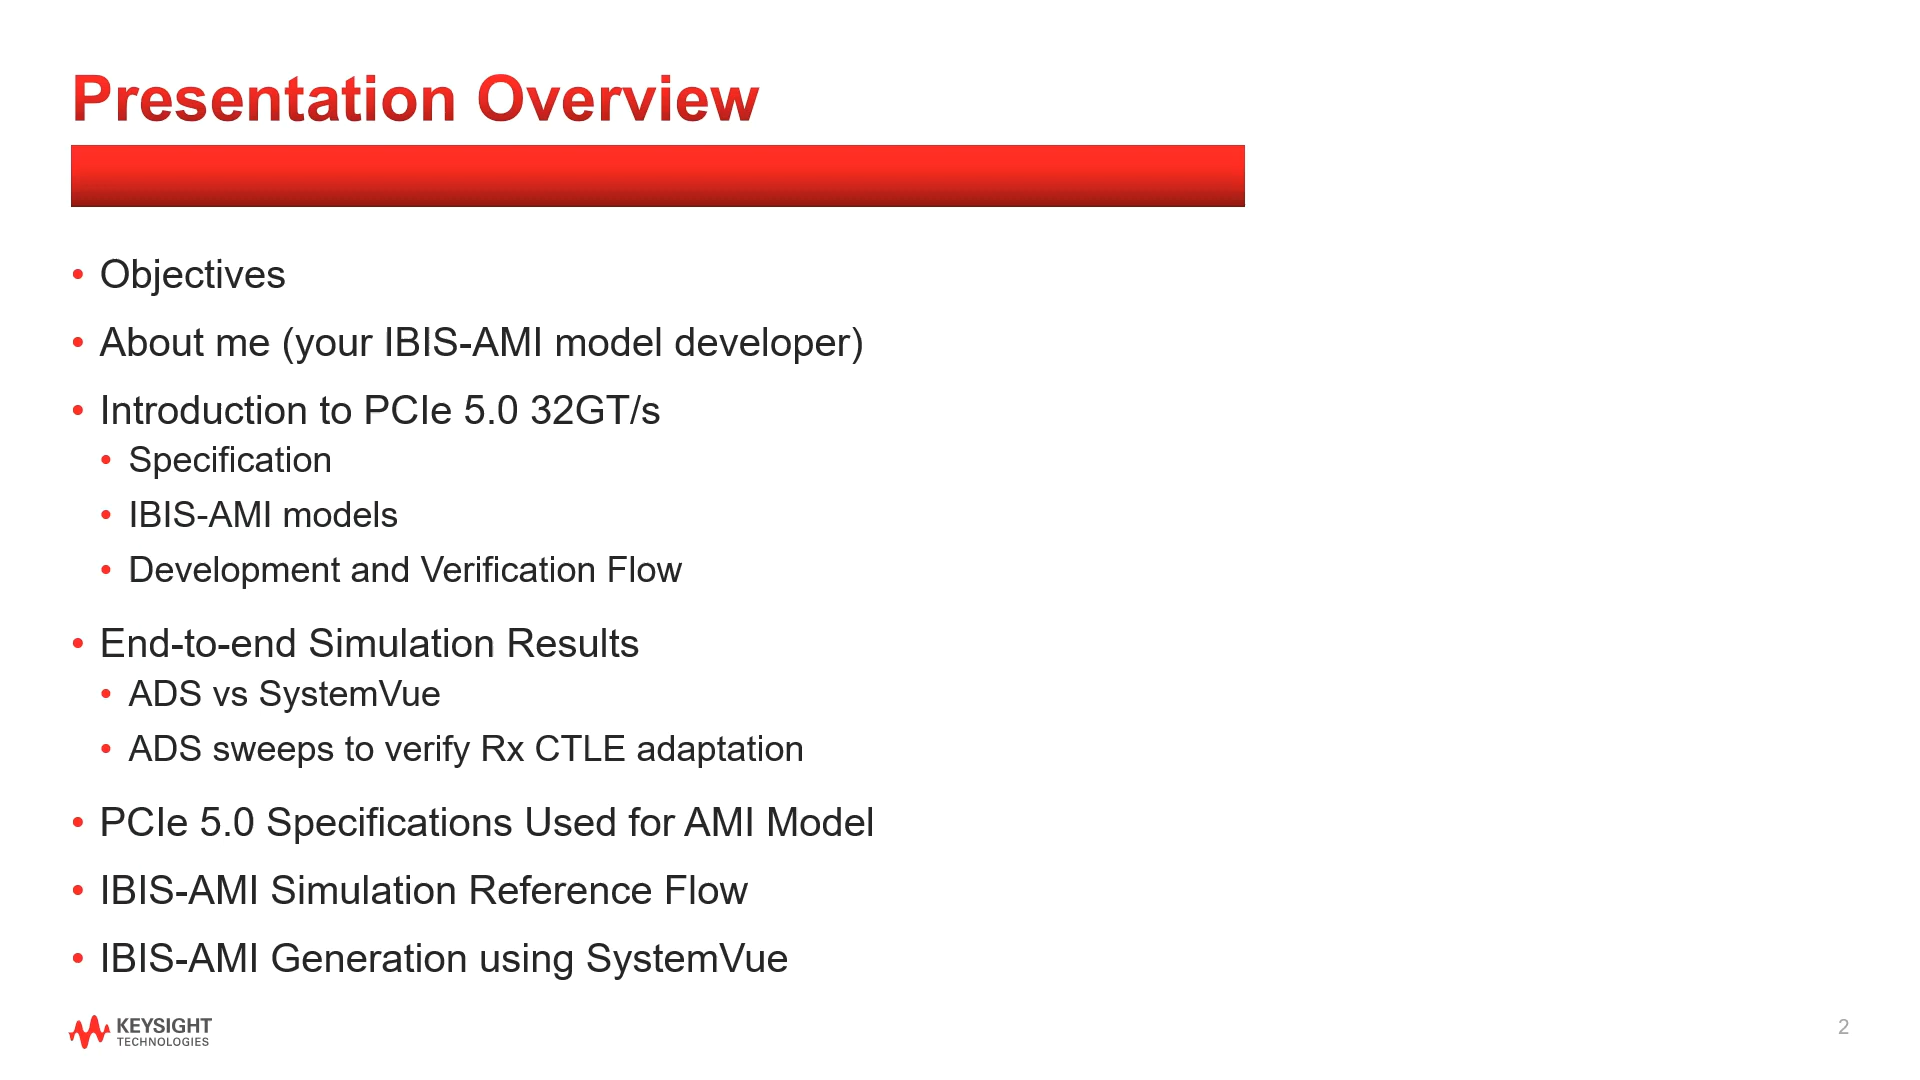 Presentation Overview
• Objectives
• About me (your IBIS-AMI model developer)
• Introduction to PCIe 5.0 32GT/s
• Specification
• IBIS-AMI models
• Development and Verification Flow
• End-to-end Simulation Results
• ADS vs SystemVue
• ADS sweeps to verify Rx CTLE adaptation
• PCIe 5.0 Specifications Used for AMI Model
• IBIS-AMI Simulation Reference Flow
• IBIS-AMI Generation using SystemVue
KEYSIGHT
TECHNOLOGIES
2